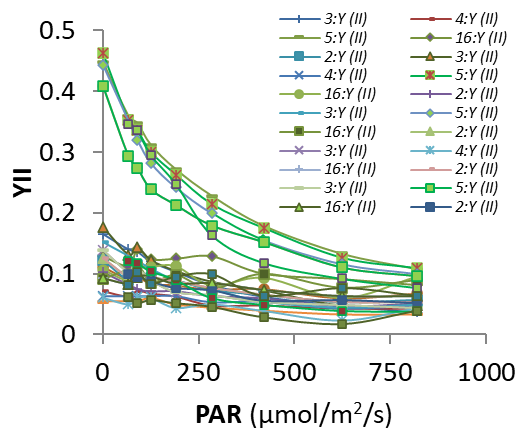 0.5
0.4
0.3
0.2
0.1
0
YII
0 250 500 750 1000
PAR (μmol/m²/s)
3:Y (II) 4:Y (II)
5:Y (II) 16:Y (II)
2:Y (II) 3:Y (II)
4:Y (II) 5:Y (II)
16:Y (II) 2:Y (II)
3:Y (II) 5:Y (II)
16:Y (II) 2:Y (II)
3:Y (II) 4:Y (II)
16:Y (II) 2:Y (II)
3:Y (II) 5:Y (II)
16:Y (II) 2:Y (II)